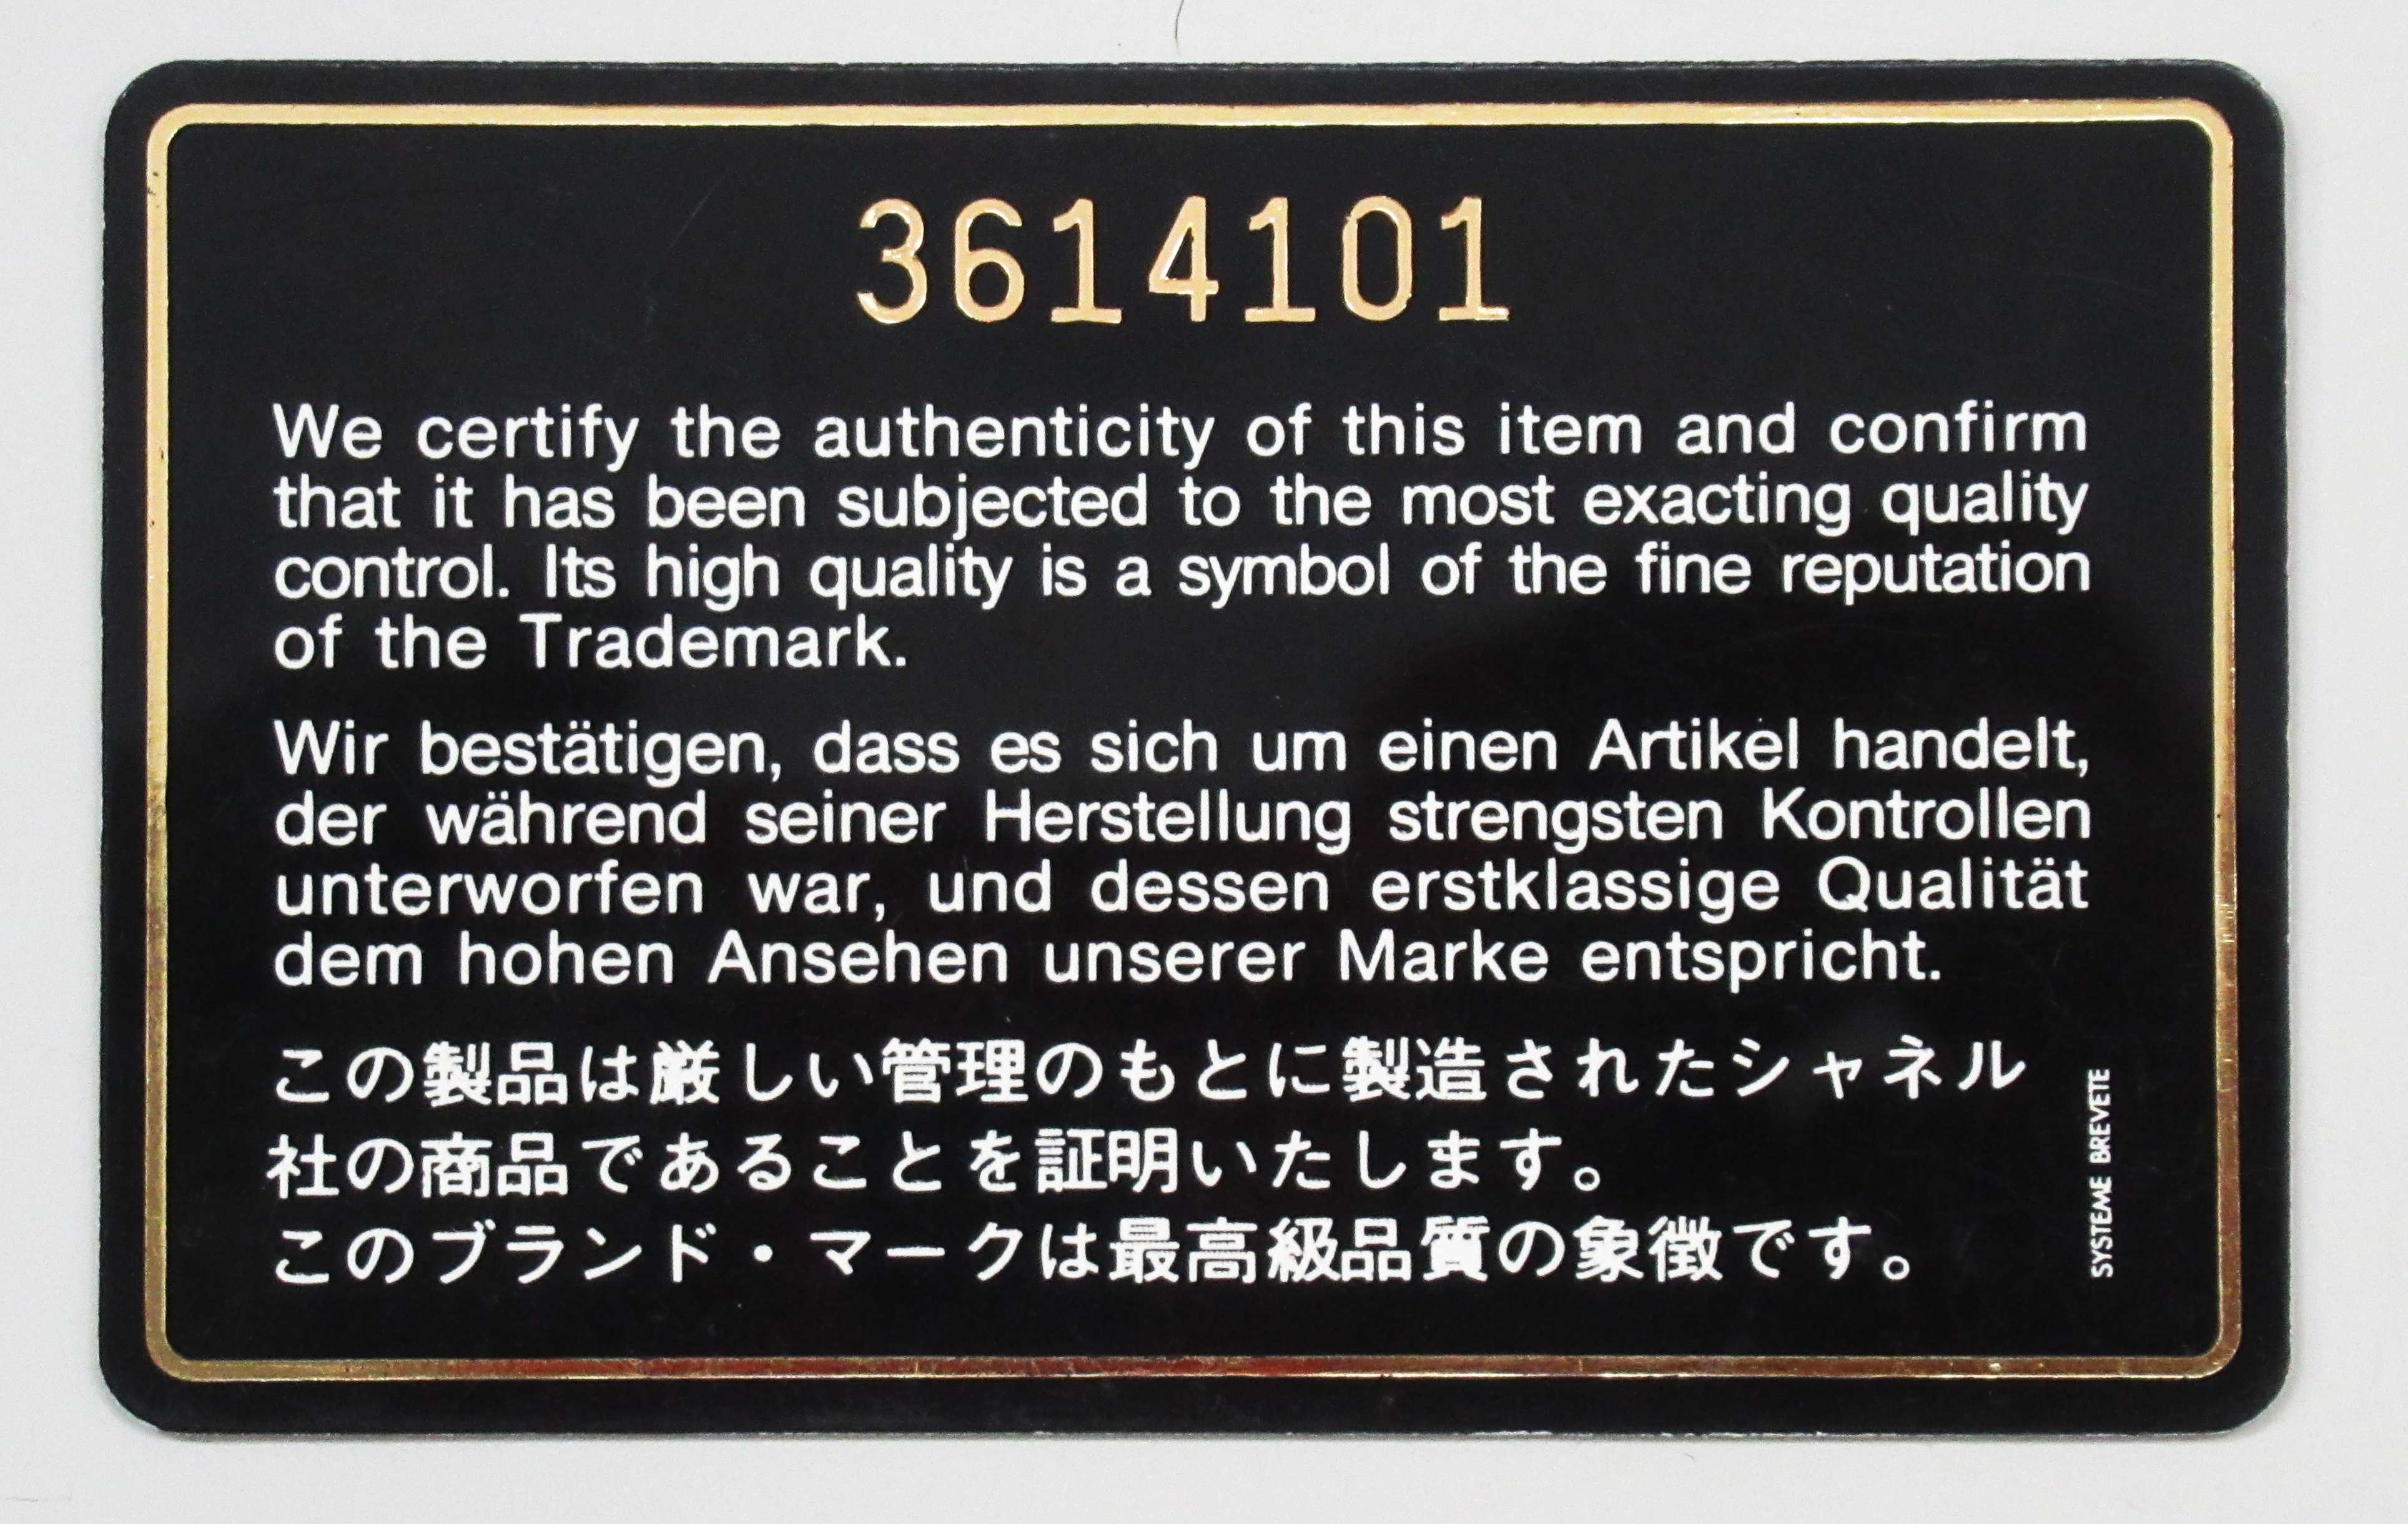 3614101
We certify the authenticity of this item and confirm
that it has been subjected to the most exacting quality
control. Its high quality is a symbol of the fine reputation
of the Trademark.
Wir bestätigen, dass es sich um einen Artikel handelt,
der während seiner Herstellung strengsten Kontrollen
unterworfen war, und dessen erstklassige Qualität
dem hohen Ansehen unserer Marke entspricht.
この製品は厳しい管理のもとに製造されたシャネル
社の商品であることを証明いたします。
このブランド・マークは最高級品質の象徴です。
SYSTEME BREVETE